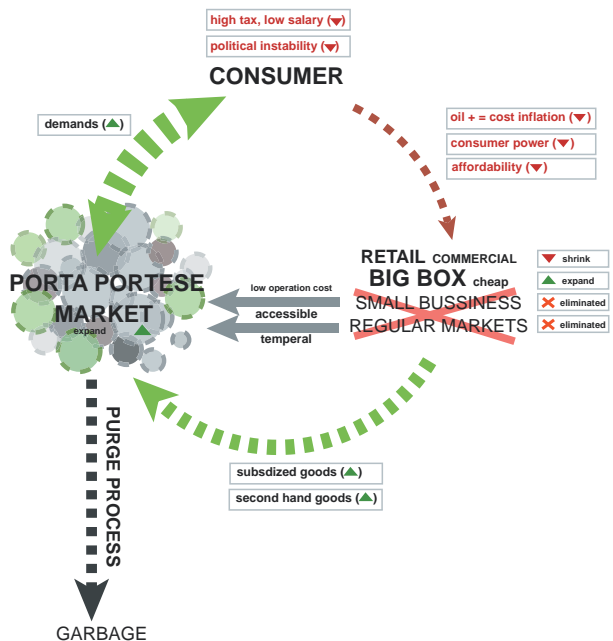 high tax, low salary (▼)
political instability (▼)
CONSUMER
demands (▲)
oil + = cost inflation (▼)
consumer power (▼)
affordability (▼)
RETAIL COMMERCIAL
BIG BOX cheap
SMALL BUSSINESS
REGULAR MARKETS
▼ shrink
▲ expand
✕ eliminated
✕ eliminated
low operation cost
accessible
temperal
PORTA PORTESE
MARKET
expand ▲
subsdized goods (▲)
second hand goods (▲)
PURGE PROCESS
GARBAGE